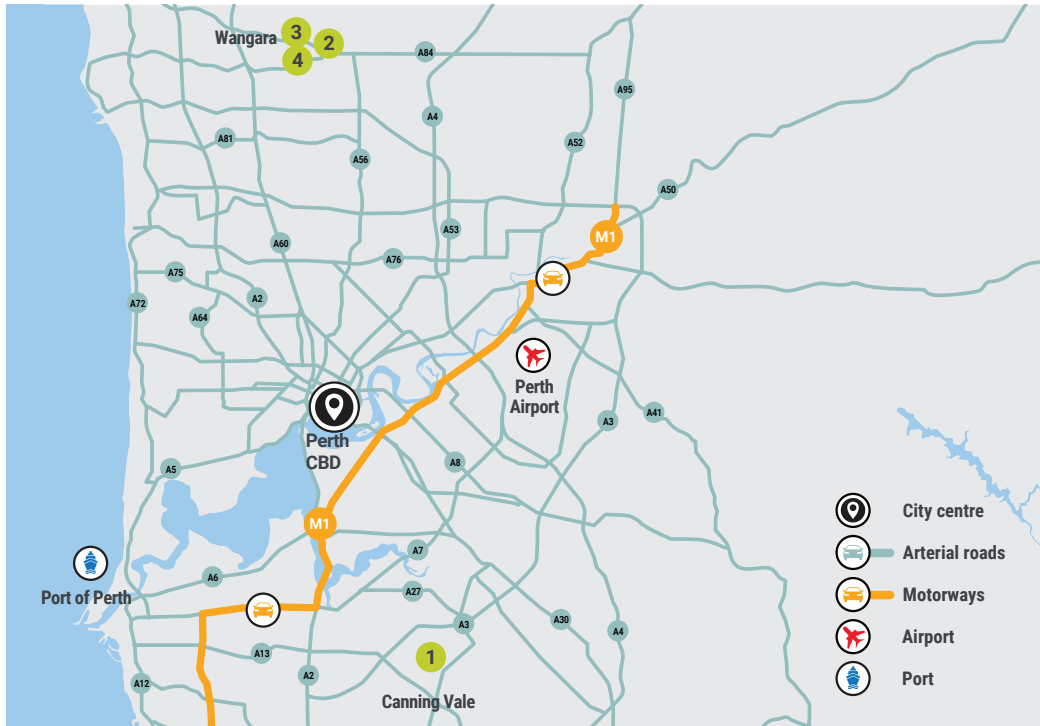 3
Wangara
2
4
A84
A95
A4
A81
A52
A56
A50
A53
A60
M1
A76
A75
A2
A72
A64
Perth
Airport
A3
A41
Perth
CBD
A8
A5
City centre
M1
A7
Arterial roads
Port of Perth
A6
A27
Motorways
A30
A3
A4
Airport
A13
1
A2
A12
Port
Canning Vale